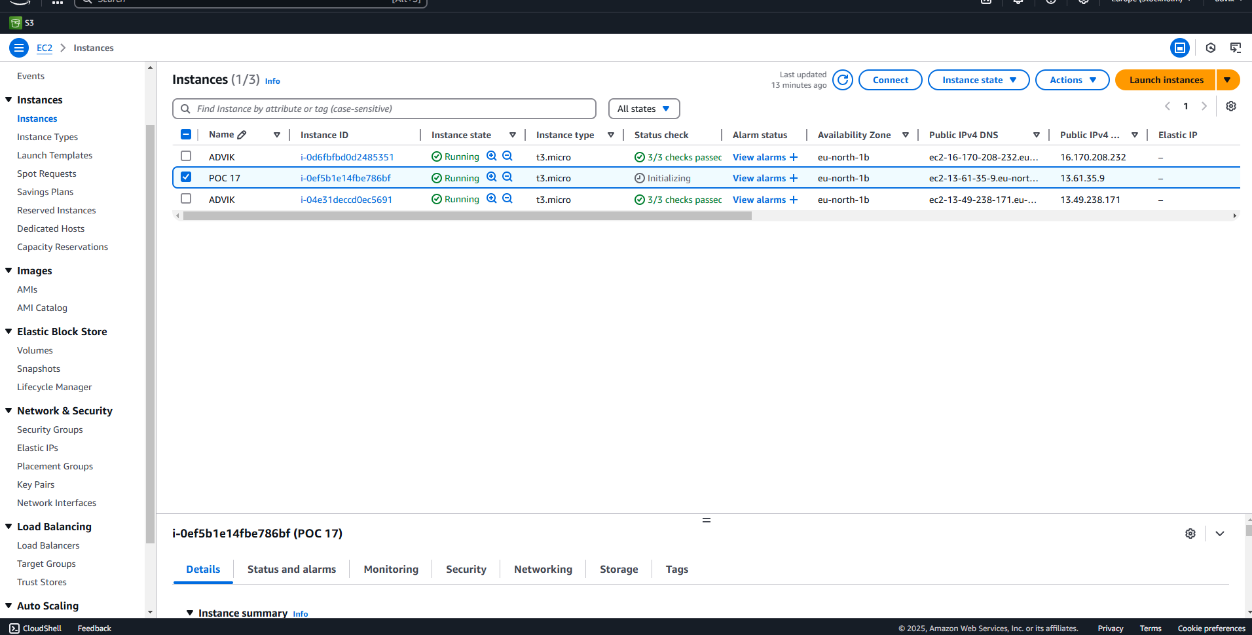 Search [Alt+S] Europe (Stockholm)
S3
EC2 > Instances
Events
Instances
Instances
Instance Types
Launch Templates
Spot Requests
Savings Plans
Reserved Instances
Dedicated Hosts
Capacity Reservations
Images
AMIs
AMI Catalog
Elastic Block Store
Volumes
Snapshots
Lifecycle Manager
Network & Security
Security Groups
Elastic IPs
Placement Groups
Key Pairs
Network Interfaces
Load Balancing
Load Balancers
Target Groups
Trust Stores
Auto Scaling
Instances (1/3) Info
Last updated
13 minutes ago
Connect Instance state Actions Launch instances
Find Instance by attribute or tag (case-sensitive) All states
1
Name Instance ID Instance state Instance type Status check Alarm status Availability Zone Public IPv4 DNS Public IPv4 ... Elastic IP
ADVIK i-0d6fbfbd0d2485351 Running t3.micro 3/3 checks passec View alarms + eu-north-1b ec2-16-170-208-232.eu... 16.170.208.232 –
POC 17 i-0ef5b1e14fbe786bf Running t3.micro Initializing View alarms + eu-north-1b ec2-13-61-35-9.eu-nort... 13.61.35.9 –
ADVIK i-04e31deccd0ec5691 Running t3.micro 3/3 checks passec View alarms + eu-north-1b ec2-13-49-238-171.eu-... 13.49.238.171 –
i-0ef5b1e14fbe786bf (POC 17)
Details Status and alarms Monitoring Security Networking Storage Tags
Instance summary Info
CloudShell Feedback © 2025, Amazon Web Services, Inc. or its affiliates. Privacy Terms Cookie preferences